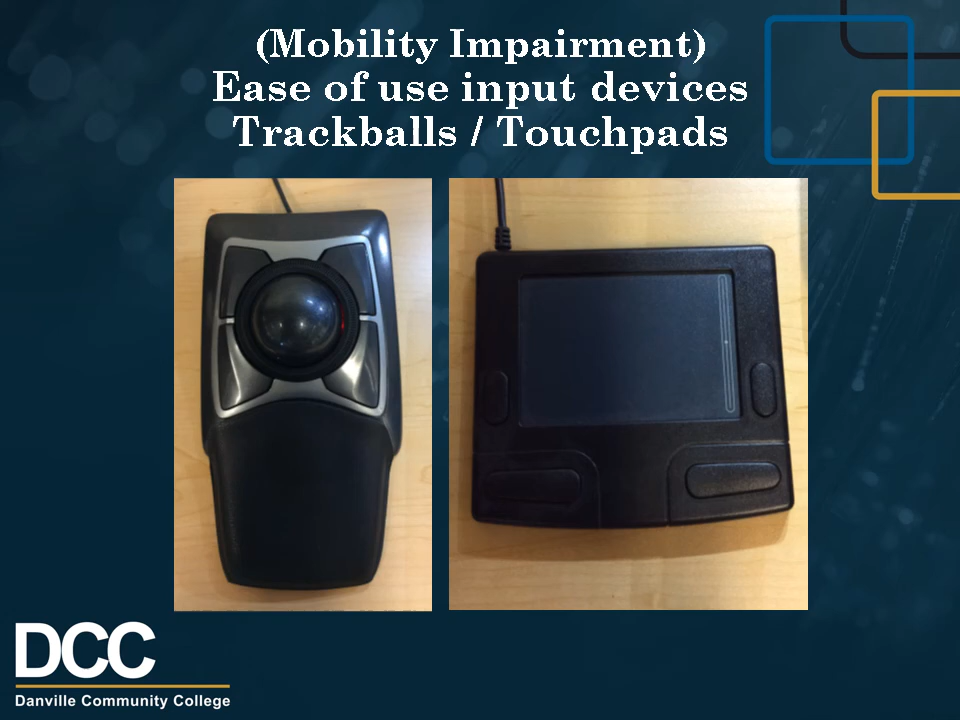 (Mobility Impairment)
Ease of use input devices
Trackballs / Touchpads
DCC
Danville Community College